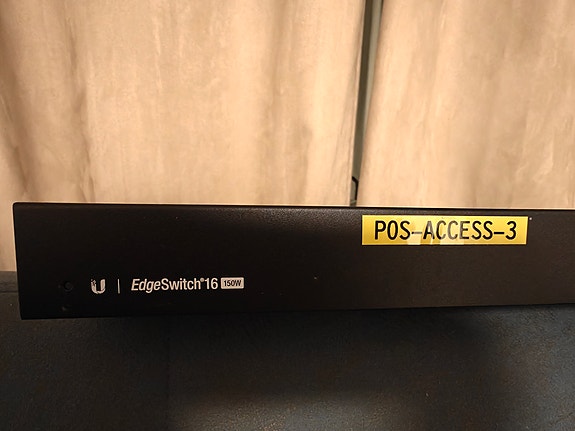 POS-ACCESS-3
U | EdgeSwitch®16 150W